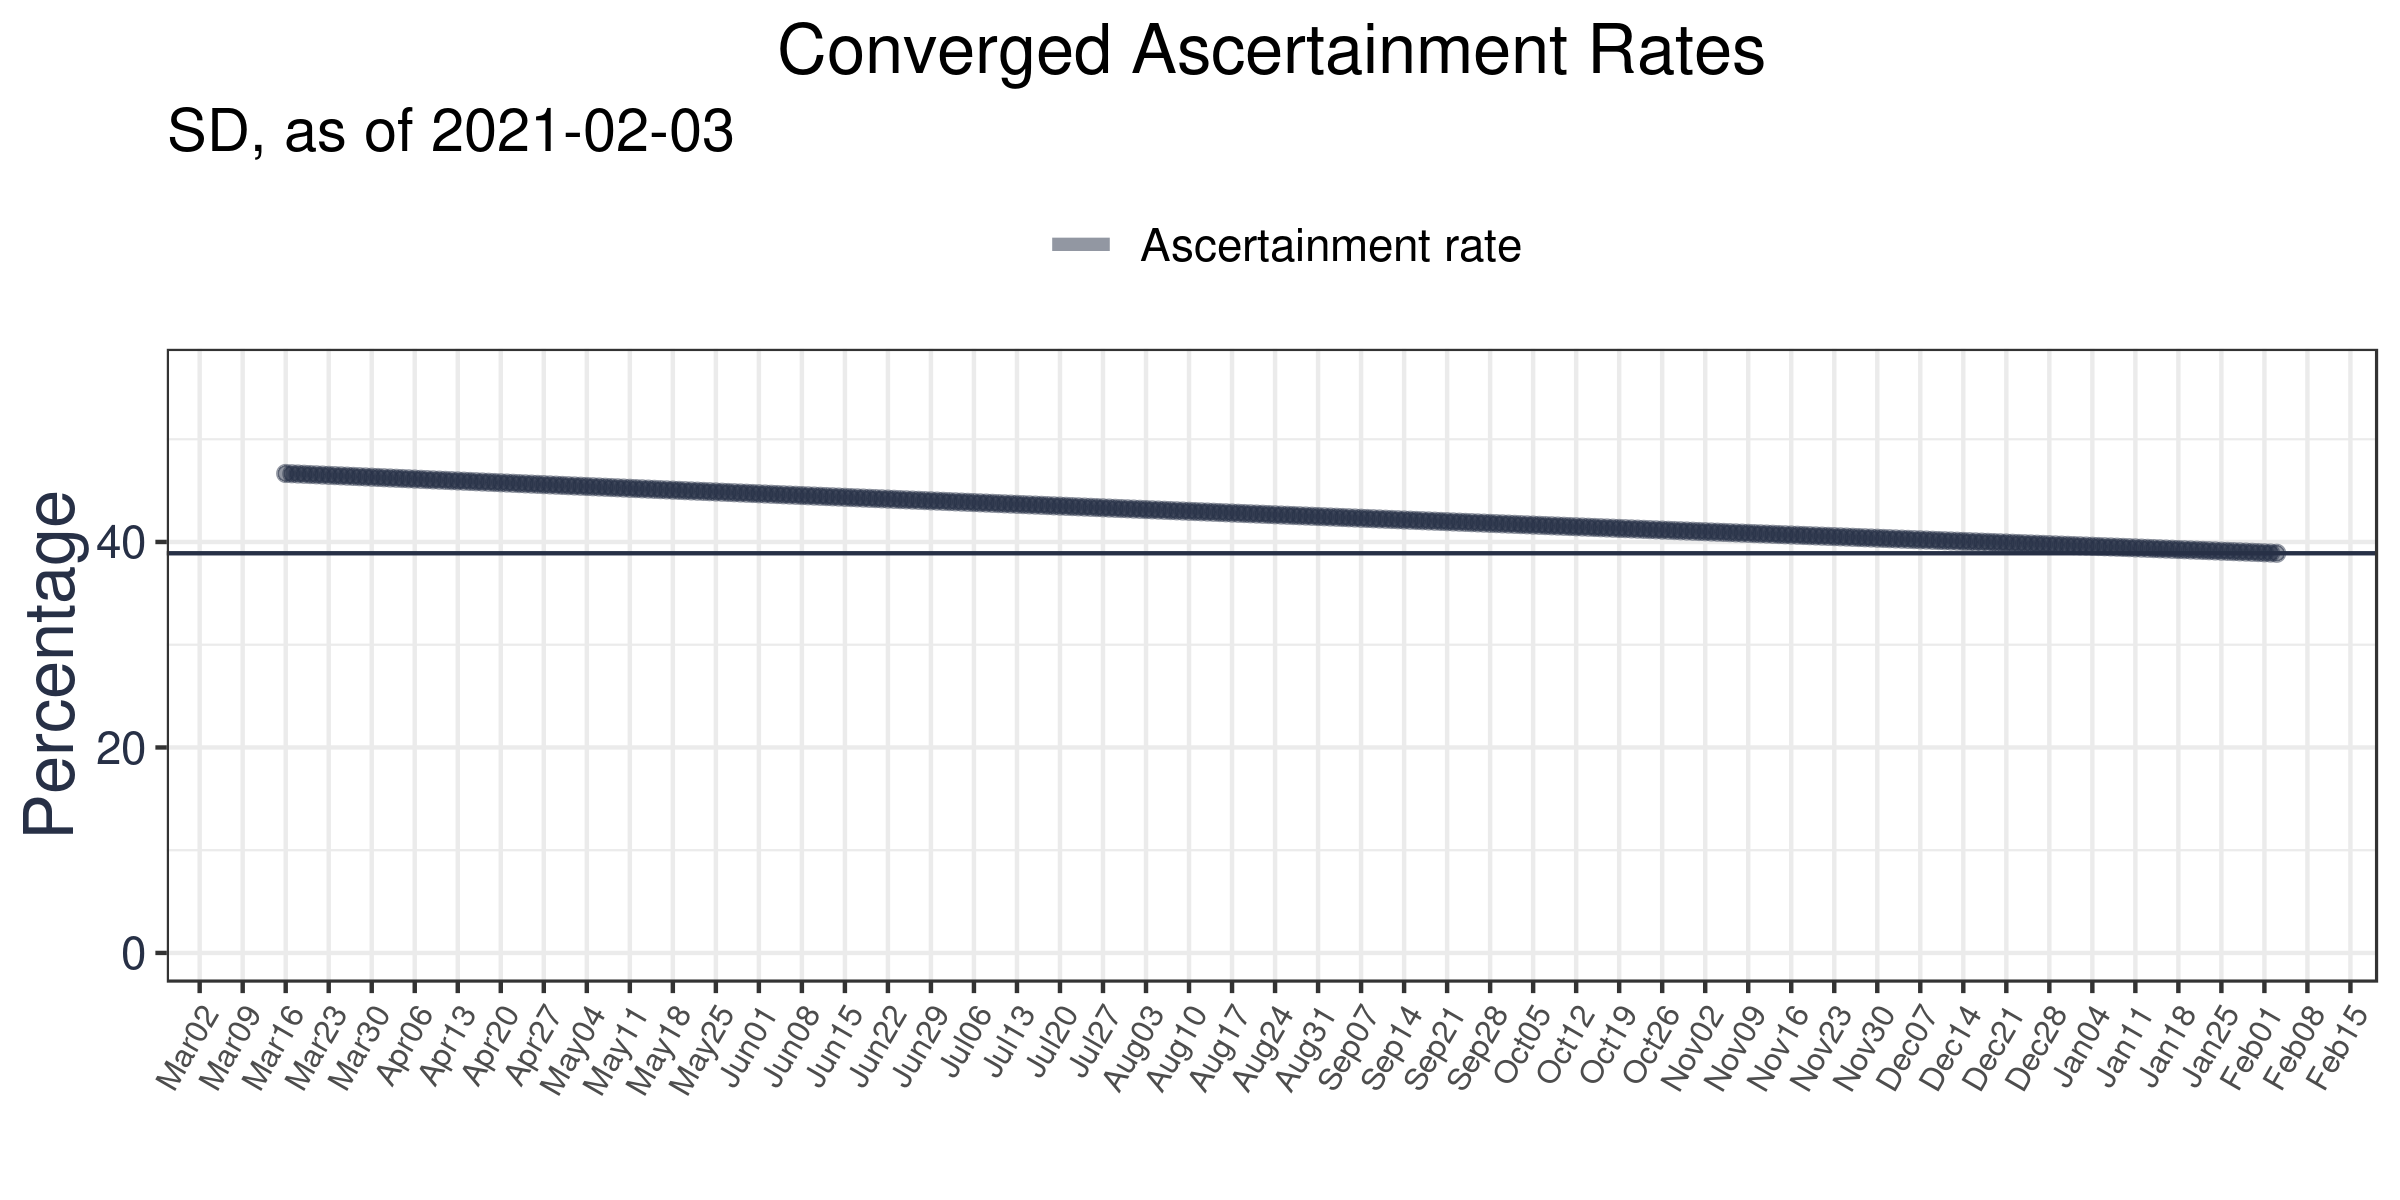 Converged Ascertainment Rates
SD, as of 2021-02-03
Ascertainment rate
Percentage
40
20
0
Mar02
Mar09
Mar16
Mar23
Mar30
Apr06
Apr13
Apr20
Apr27
May04
May11
May18
May25
Jun01
Jun08
Jun15
Jun22
Jun29
Jul06
Jul13
Jul20
Jul27
Aug03
Aug10
Aug17
Aug24
Aug31
Sep07
Sep14
Sep21
Sep28
Oct05
Oct12
Oct19
Oct26
Nov02
Nov09
Nov16
Nov23
Nov30
Dec07
Dec14
Dec21
Dec28
Jan04
Jan11
Jan18
Jan25
Feb01
Feb08
Feb15